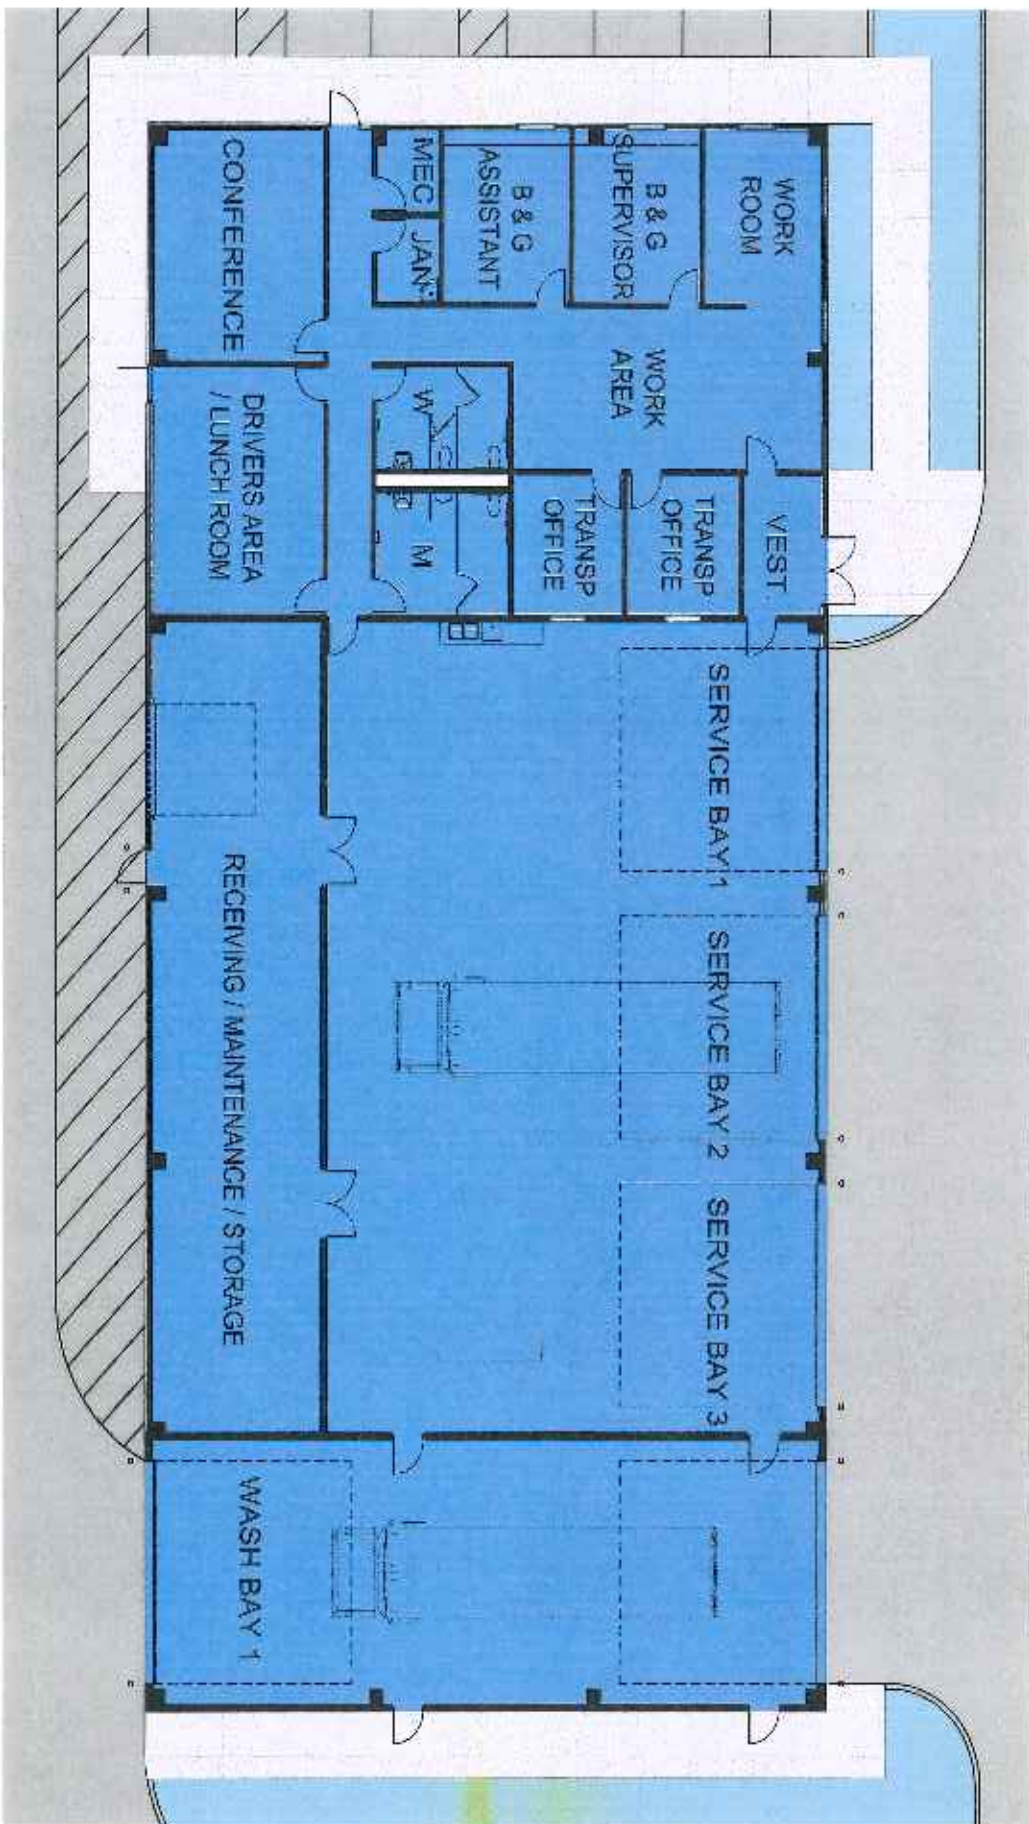 CONFERENCE
MEC
JAN
B & G
ASSISTANT
B & G
SUPERVISOR
WORK
ROOM
DRIVERS AREA
/ LUNCH ROOM
W
M
WORK
AREA
TRANSP
OFFICE
TRANSP
OFFICE
VEST
SERVICE BAY 1
SERVICE BAY 2
SERVICE BAY 3
RECEIVING / MAINTENANCE / STORAGE
WASH BAY 1